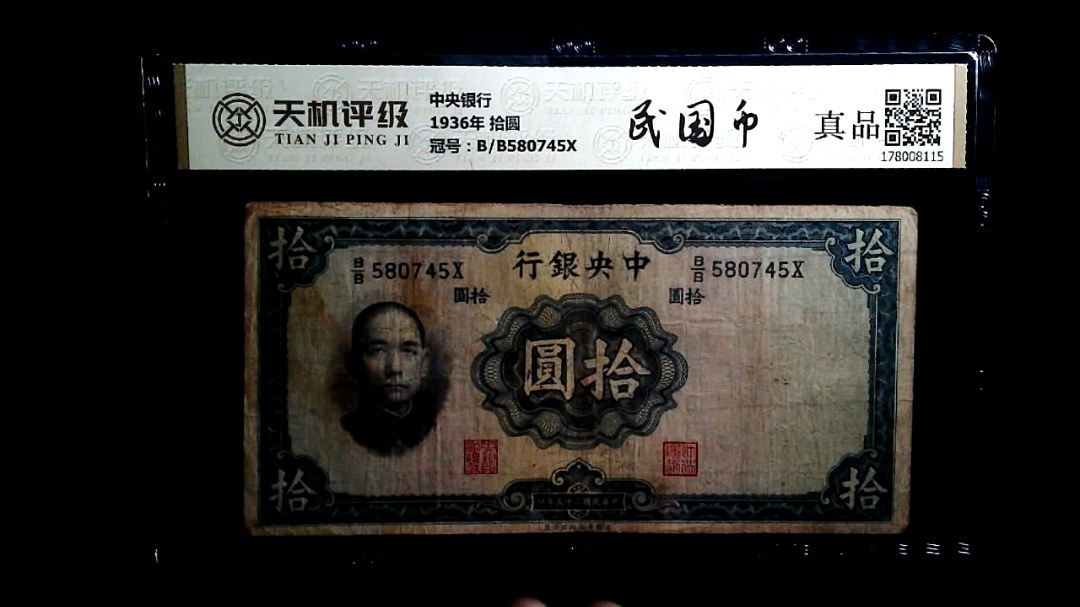 天机评级
TIAN JI PING JI
中央银行
1936年 拾圆
冠号：B/B580745X
民国币
真品
178008115
拾
拾
B/B 580745X
行銀央中
B/B 580745X
圓拾
圓拾
圓拾
拾
拾